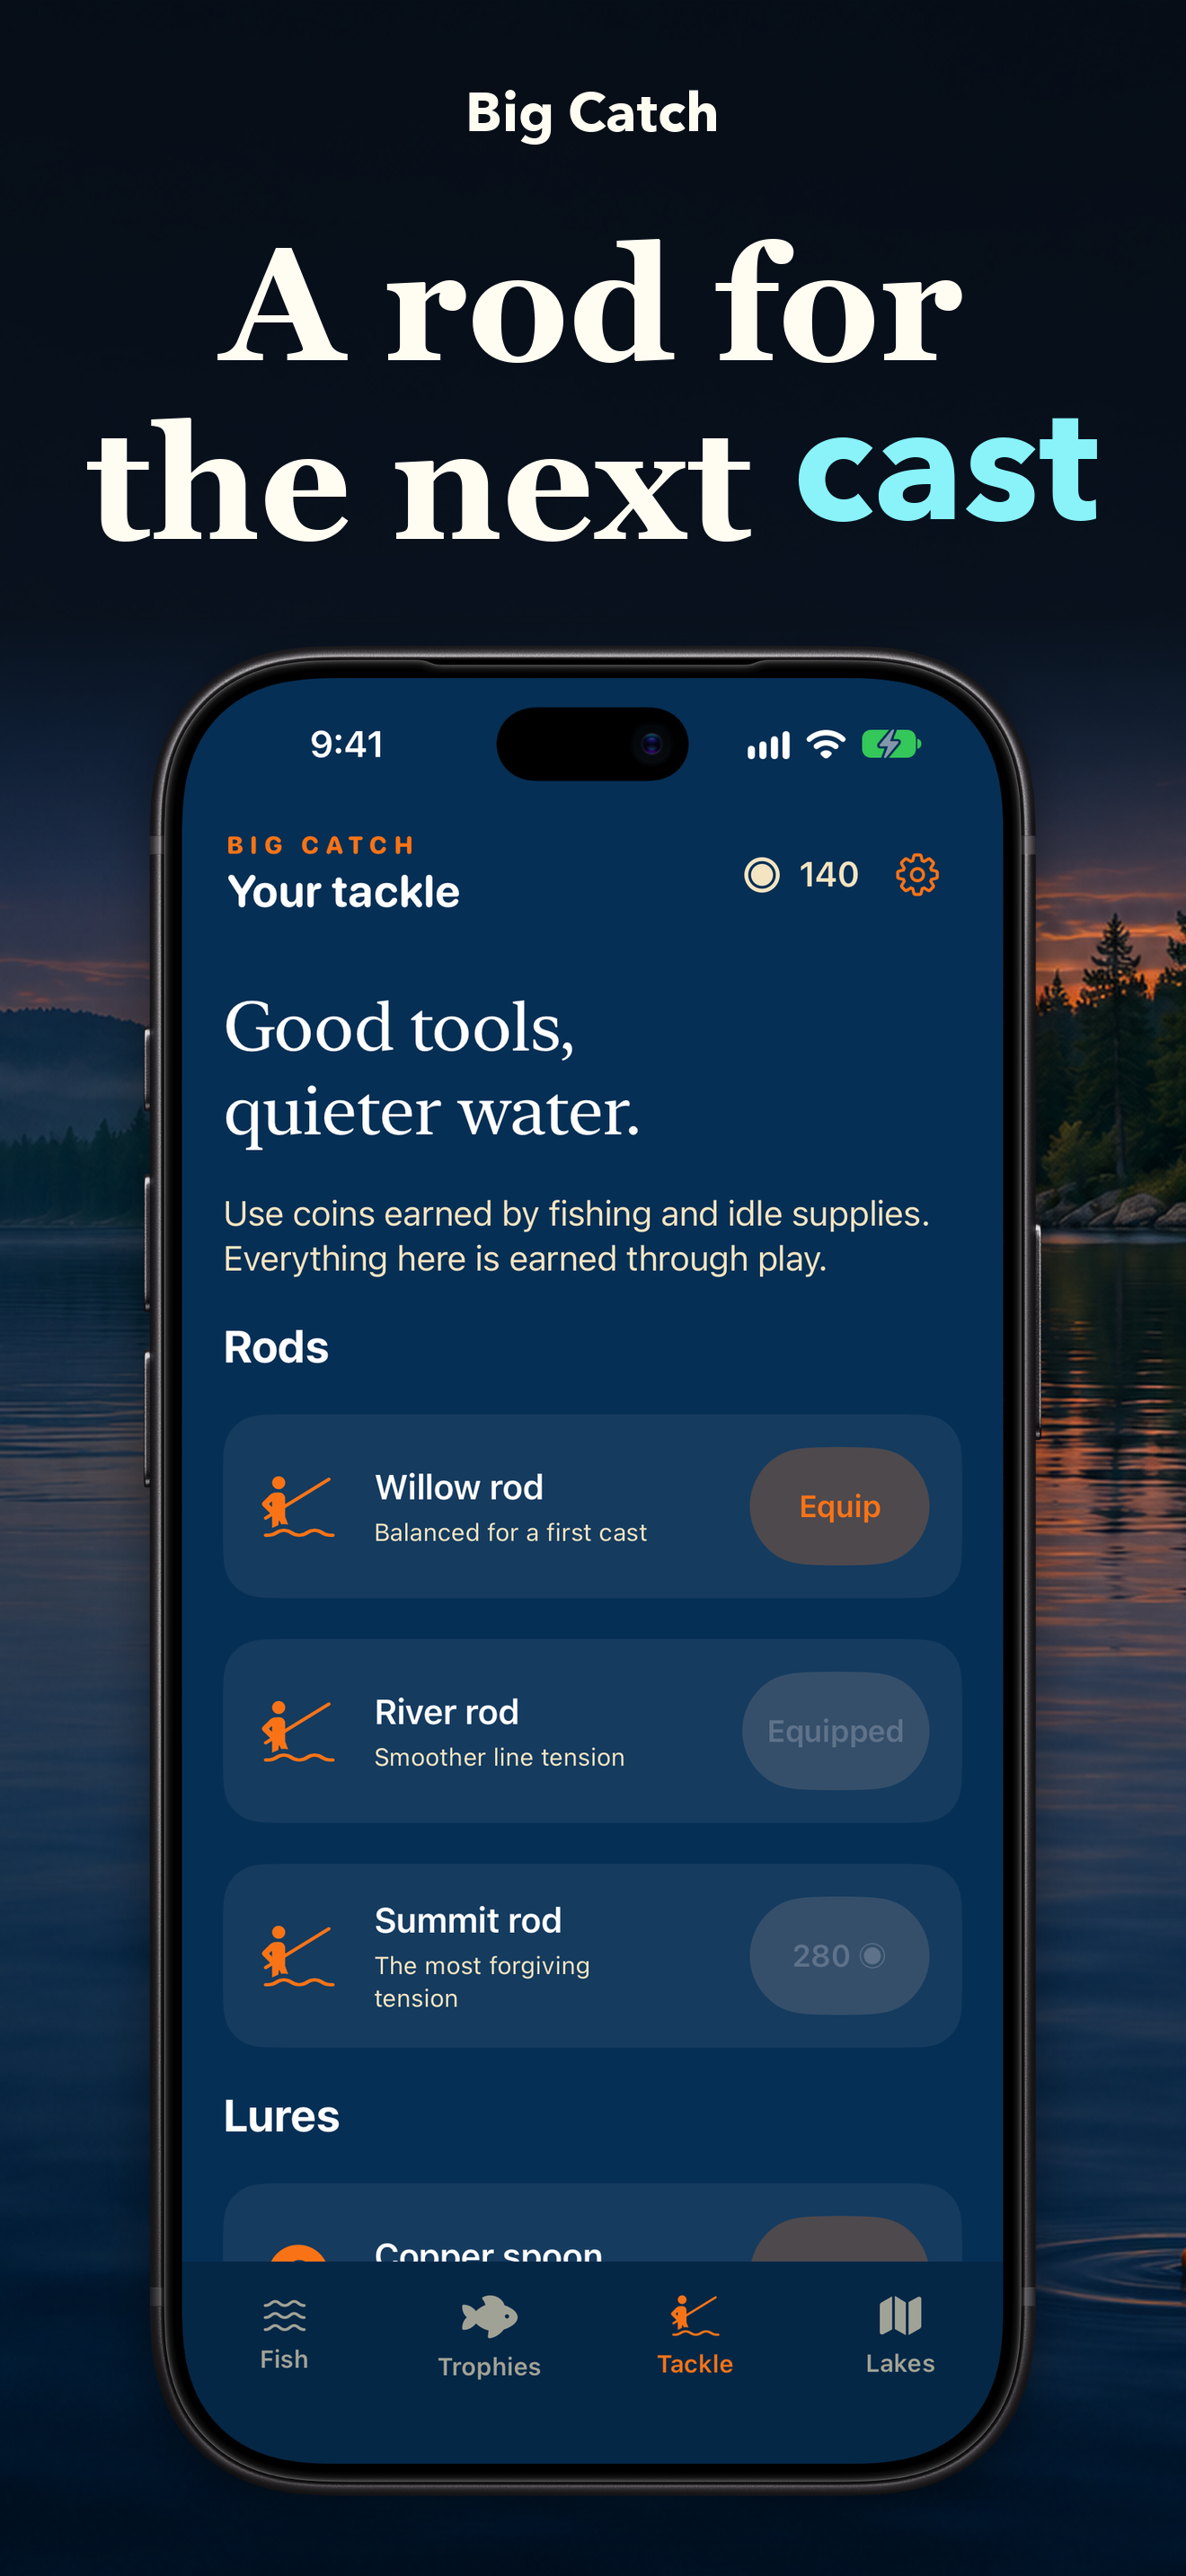 Big Catch
A rod for
the next cast
9:41
BIG CATCH
Your tackle
140
Good tools,
quieter water.
Use coins earned by fishing and idle supplies.
Everything here is earned through play.
Rods
Willow rod
Balanced for a first cast
Equip
River rod
Smoother line tension
Equipped
Summit rod
The most forgiving
tension
280
Lures
Copper spoon
Fish
Trophies
Tackle
Lakes